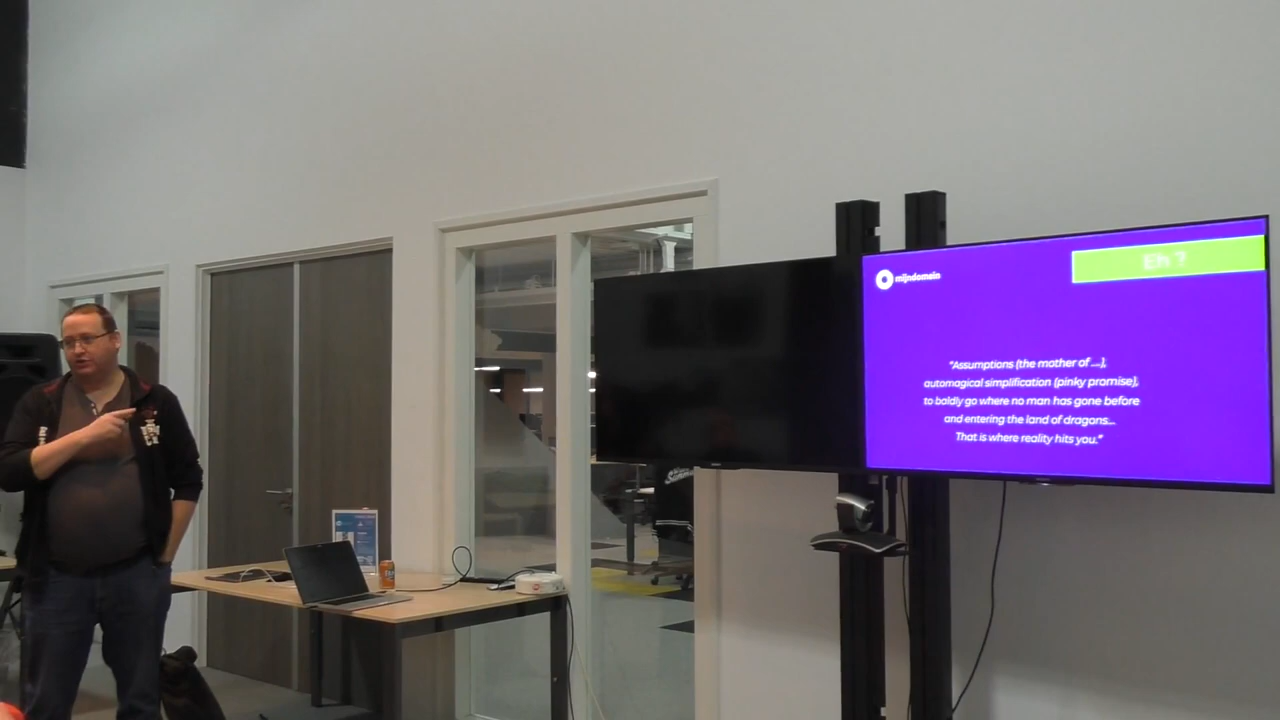 Eh ?
mijndomein
"Assumptions (the mother of ...),
automagical simplification (pinky promise),
to boldly go where no man has gone before
and entering the land of dragons...
That is where reality hits you."